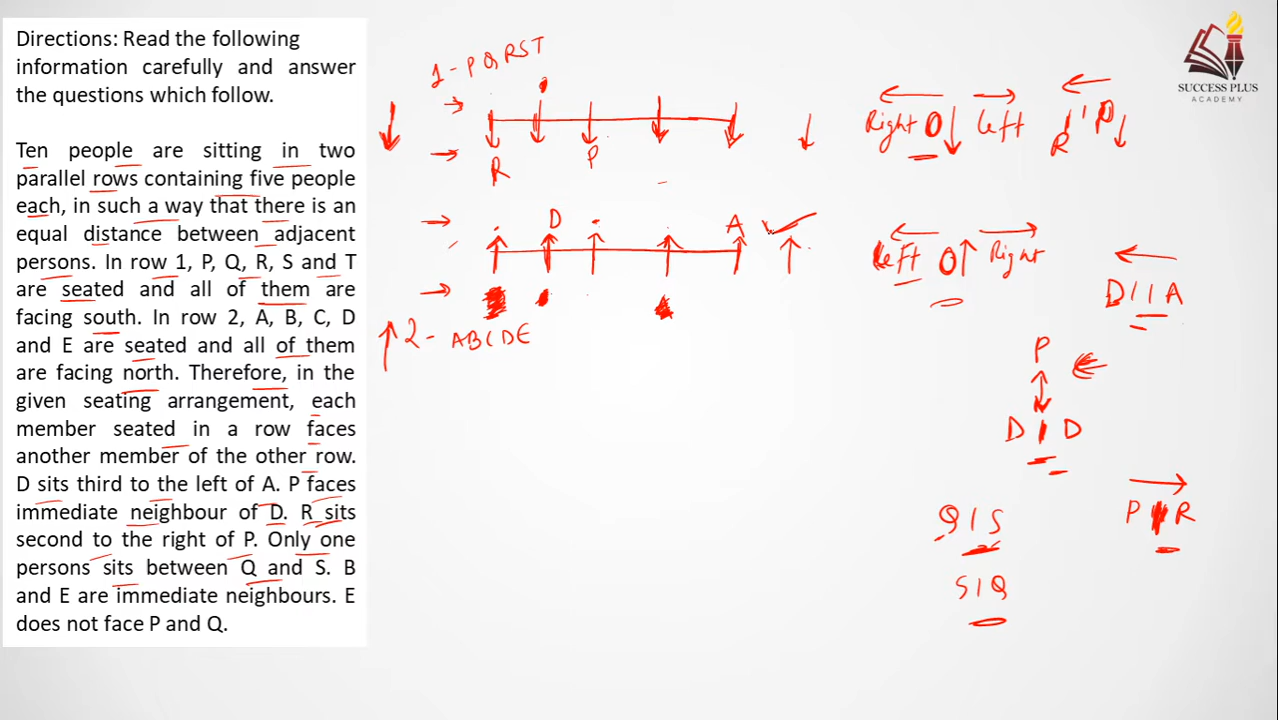 Directions: Read the following
information carefully and answer
the questions which follow.
Ten people are sitting in two
parallel rows containing five people
each, in such a way that there is an
equal distance between adjacent
persons. In row 1, P, Q, R, S and T
are seated and all of them are
facing south. In row 2, A, B, C, D
and E are seated and all of them
are facing north. Therefore, in the
given seating arrangement, each
member seated in a row faces
another member of the other row.
D sits third to the left of A. P faces
immediate neighbour of D. R sits
second to the right of P. Only one
persons sits between Q and S. B
and E are immediate neighbours. E
does not face P and Q.
1- PQRST
R P
D A
2- ABCDE
Right Left
R P
Left Right
D | | A
P
D | D
P R
Q | S
S | Q
SUCCESS PLUS
ACADEMY